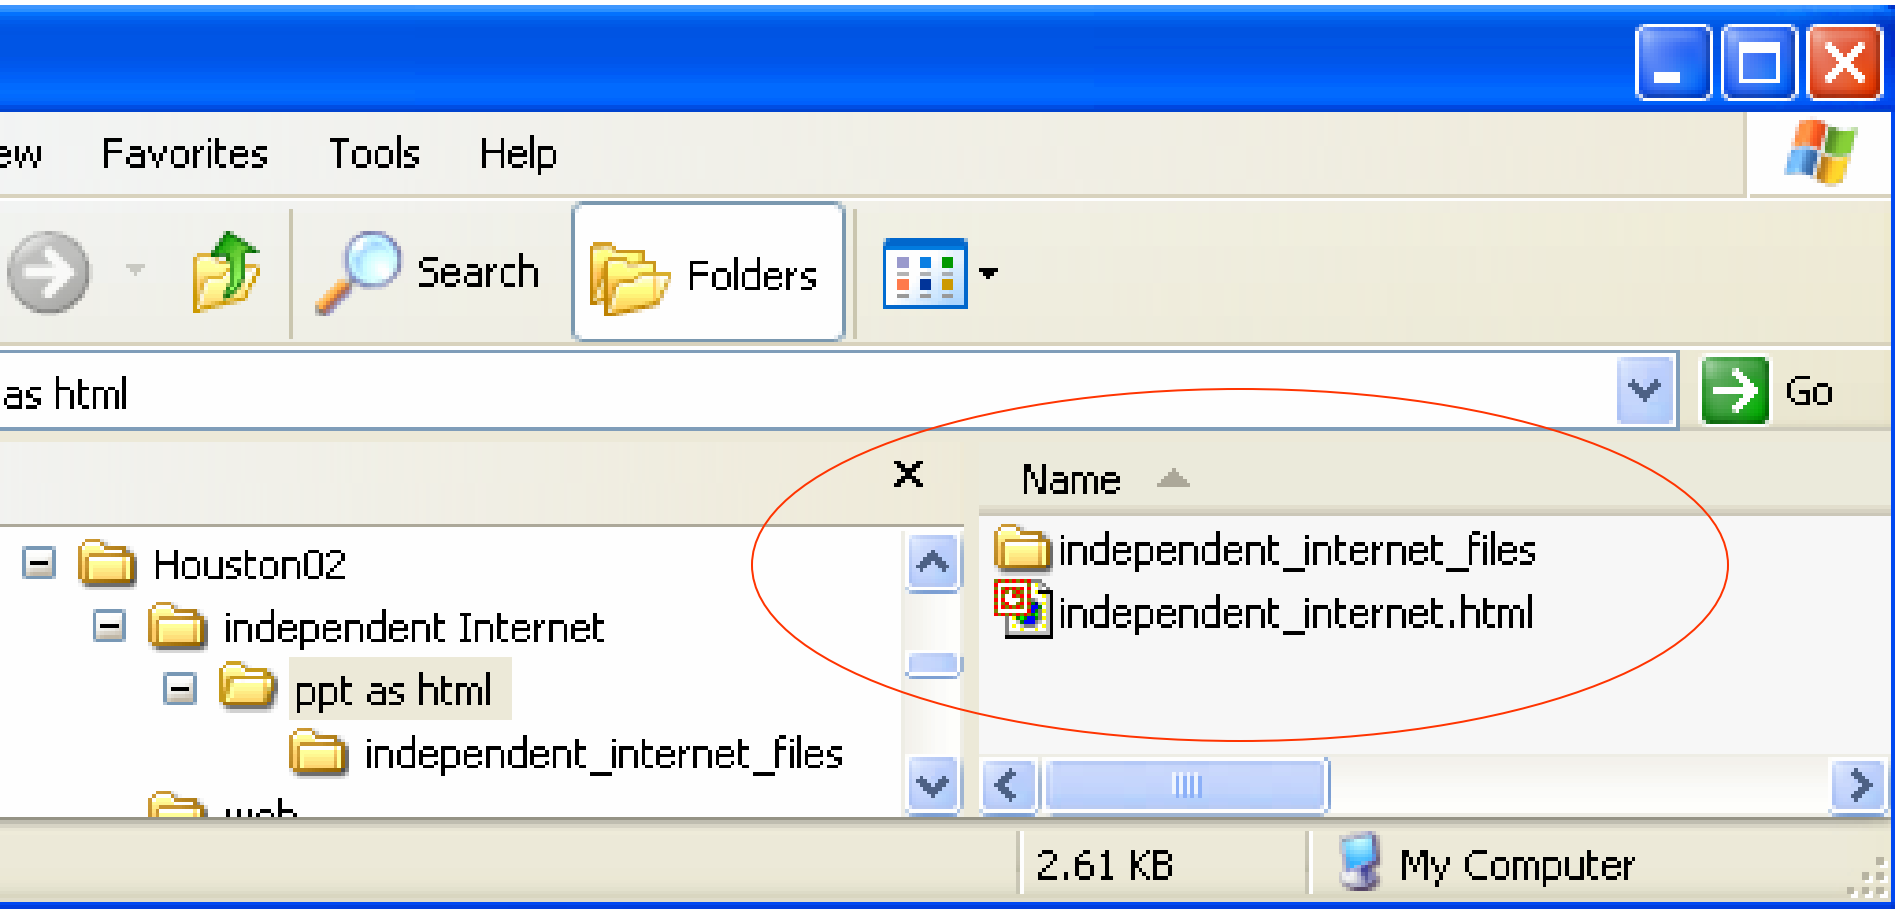 ew Favorites Tools Help
Search Folders
as html Go
Name
Houston02
independent Internet
ppt as html
independent_internet_files
web
independent_internet_files
independent_internet.html
2.61 KB My Computer